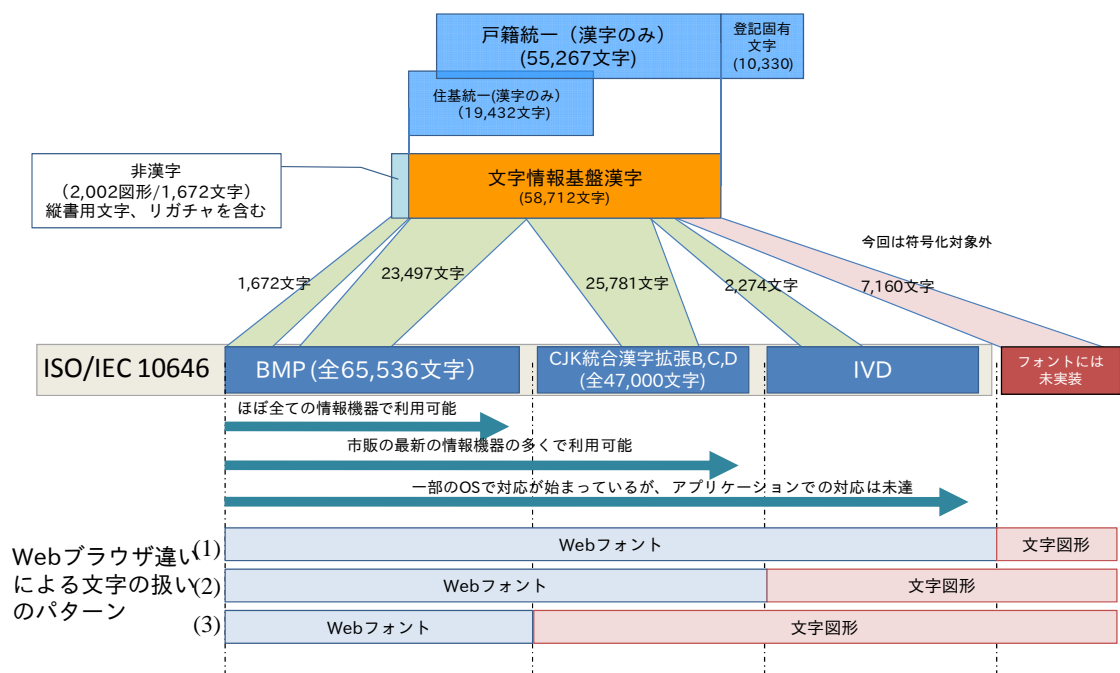 戸籍統一（漢字のみ）
(55,267文字)
登記固有
文字
(10,330)
住基統一(漢字のみ）
（19,432文字)
非漢字
（2,002図形/1,672文字）
縦書用文字、リガチャを含む
文字情報基盤漢字
(58,712文字)
今回は符号化対象外
1,672文字
23,497文字
25,781文字
2,274文字
7,160文字
ISO/IEC 10646
BMP (全65,536文字）
CJK統合漢字拡張B,C,D
(全47,000文字)
IVD
フォントには
未実装
ほぼ全ての情報機器で利用可能
市販の最新の情報機器の多くで利用可能
一部のOSで対応が始まっているが、アプリケーションでの対応は未達
Webブラウザ違い
による文字の扱い
のパターン
(1)
Webフォント
文字図形
(2)
Webフォント
文字図形
(3)
Webフォント
文字図形